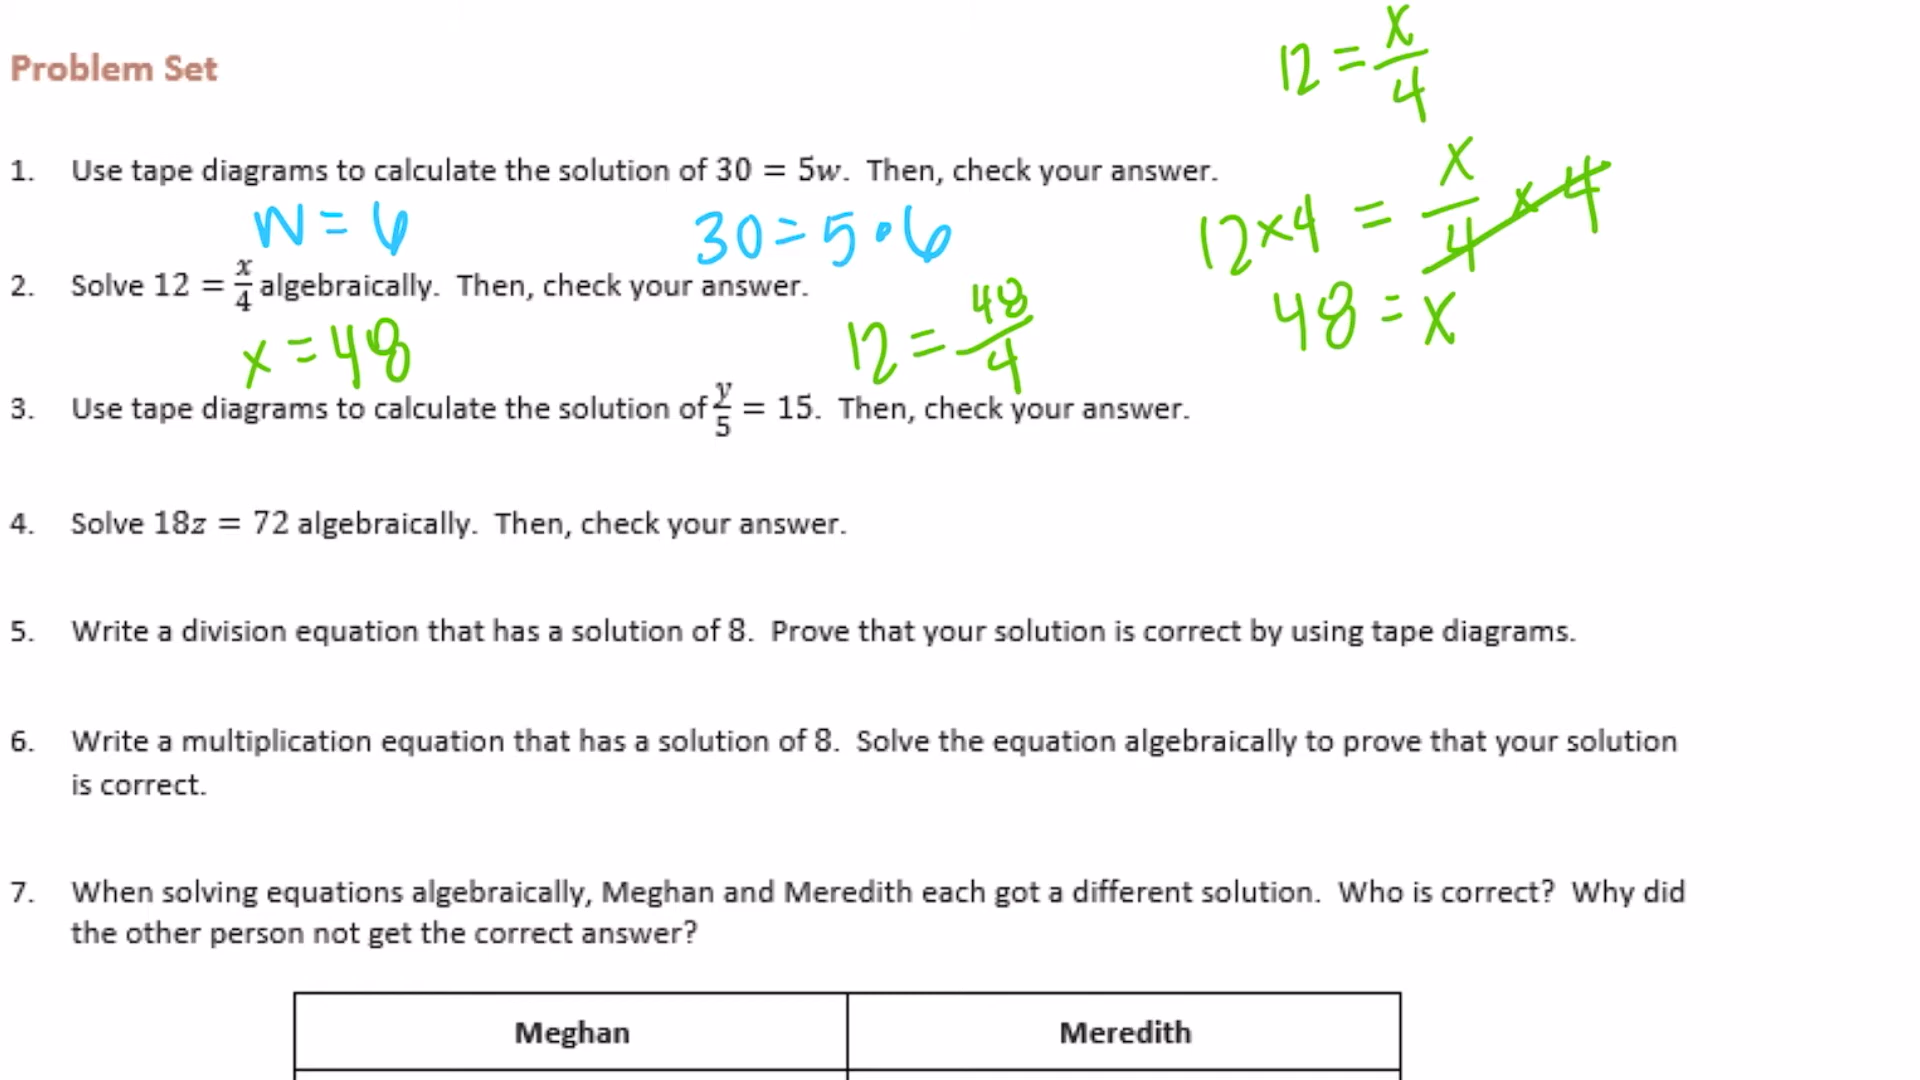 12 = x/4
Problem Set
1. Use tape diagrams to calculate the solution of 30 = 5w. Then, check your answer.
w = 6    30 = 5 • 6
12 × 4 = x/4 × 4
2. Solve 12 = x/4 algebraically. Then, check your answer.
x = 48    12 = 48/4
48 = x
3. Use tape diagrams to calculate the solution of y/5 = 15. Then, check your answer.
4. Solve 18z = 72 algebraically. Then, check your answer.
5. Write a division equation that has a solution of 8. Prove that your solution is correct by using tape diagrams.
6. Write a multiplication equation that has a solution of 8. Solve the equation algebraically to prove that your solution
is correct.
7. When solving equations algebraically, Meghan and Meredith each got a different solution. Who is correct? Why did
the other person not get the correct answer?
Meghan    Meredith